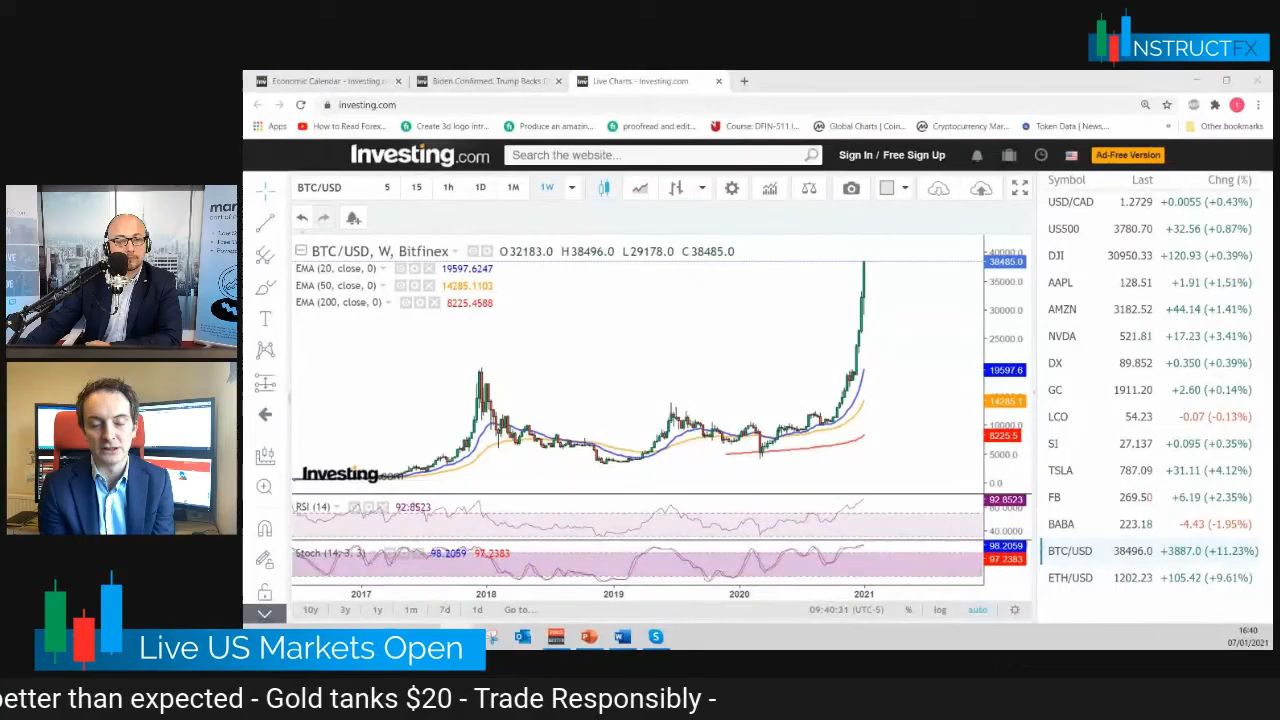 NSTRUCTFX
Economic Calendar - Investing.co
Biden Confirmed, Trump Backs D
Live Charts - Investing.com
investing.com
Apps
How to Read Forex...
Create 3d logo intr...
Produce an amazin...
proofread and edit...
Course: DFIN-511.I...
Global Charts | Coin...
Cryptocurrency Mar...
Token Data | News,...
Other bookmarks
Investing.com
Search the website...
Sign In / Free Sign Up
Ad-Free Version
BTC/USD 5 15 1h 1D 1M 1W
BTC/USD, W, Bitfinex O32183.0 H38496.0 L29178.0 C38485.0
EMA (20, close, 0) 19597.6247
EMA (50, close, 0) 14285.1103
EMA (200, close, 0) 8225.4588
40000.0
38485.0
35000.0
30000.0
25000.0
19597.6
14285.1
10000.0
8225.5
5000.0
0.0
Investing.com
RSI (14) 92.8523
92.8523
80.0000
40.0000
Stoch (14, 3, 3) 98.2059 97.2383
98.2059
97.2383
2017 2018 2019 2020 2021
10y 3y 1y 1m 7d 1d Go to... 09:40:31 (UTC-5) % log auto
Symbol Last Chng (%)
USD/CAD 1.2729 +0.0055 (+0.43%)
US500 3780.70 +32.56 (+0.87%)
DJI 30950.33 +120.93 (+0.39%)
AAPL 128.51 +1.91 (+1.51%)
AMZN 3182.52 +44.14 (+1.41%)
NVDA 521.81 +17.23 (+3.41%)
DX 89.852 +0.350 (+0.39%)
GC 1911.20 +2.60 (+0.14%)
LCO 54.23 -0.07 (-0.13%)
SI 27.137 +0.095 (+0.35%)
TSLA 787.09 +31.11 (+4.12%)
FB 269.50 +6.19 (+2.35%)
BABA 223.18 -4.43 (-1.95%)
BTC/USD 38496.0 +3887.0 (+11.23%)
ETH/USD 1202.23 +105.42 (+9.61%)
16:40
07/01/2021
Live US Markets Open
better than expected - Gold tanks $20 - Trade Responsibly -